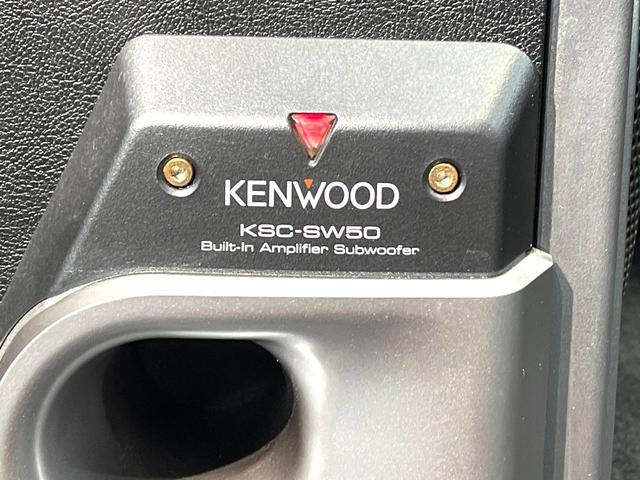 KENWOOD
KSC-SW50
Built-In Amplifier Subwoofer